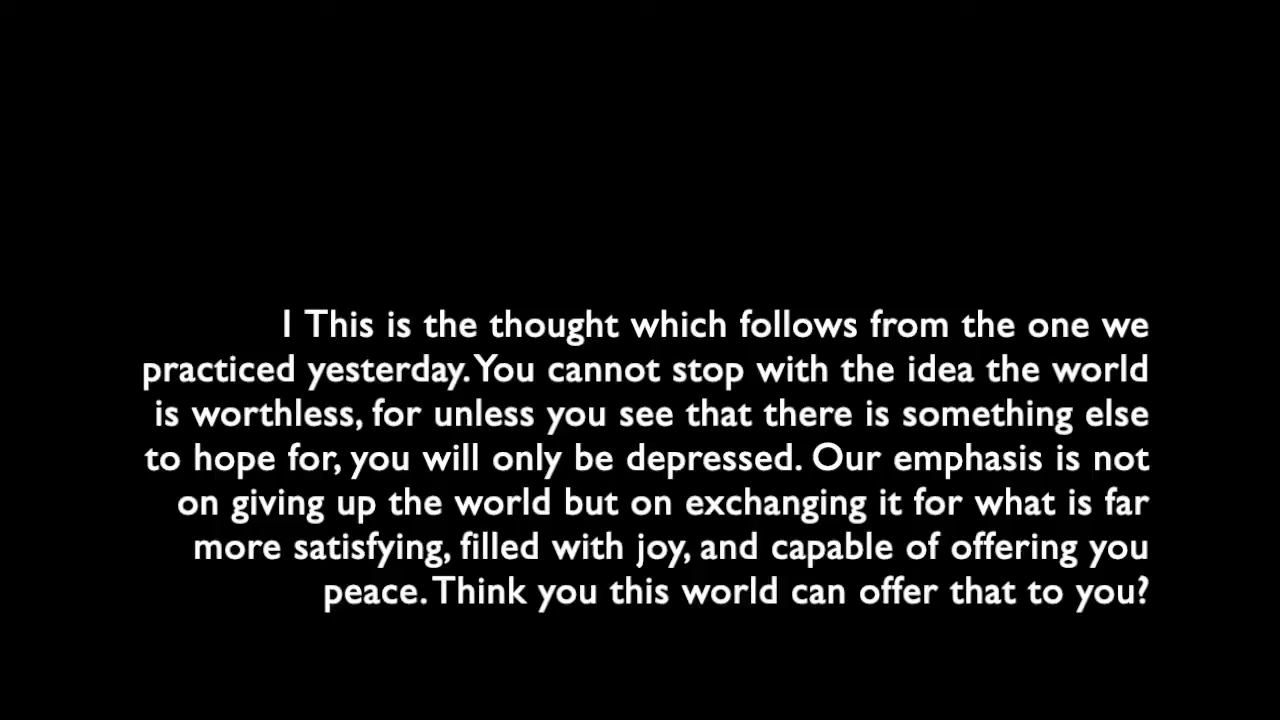 1 This is the thought which follows from the one we
practiced yesterday. You cannot stop with the idea the world
is worthless, for unless you see that there is something else
to hope for, you will only be depressed. Our emphasis is not
on giving up the world but on exchanging it for what is far
more satisfying, filled with joy, and capable of offering you
peace. Think you this world can offer that to you?